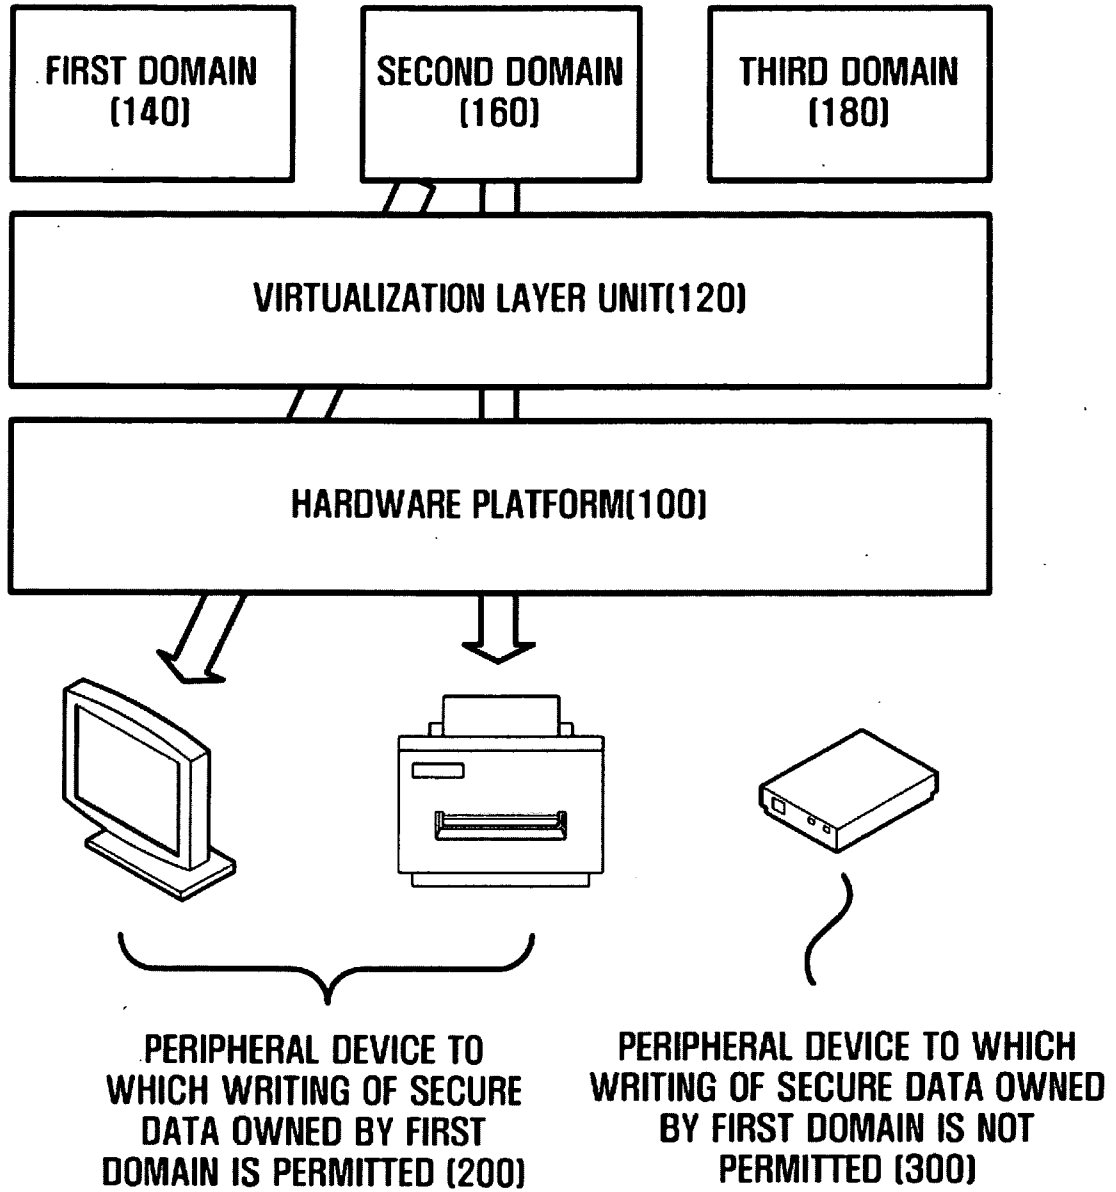 FIRST DOMAIN
(140)
SECOND DOMAIN
(160)
THIRD DOMAIN
(180)
VIRTUALIZATION LAYER UNIT(120)
HARDWARE PLATFORM(100)
PERIPHERAL DEVICE TO
WHICH WRITING OF SECURE
DATA OWNED BY FIRST
DOMAIN IS PERMITTED (200)
PERIPHERAL DEVICE TO WHICH
WRITING OF SECURE DATA OWNED
BY FIRST DOMAIN IS NOT
PERMITTED (300)